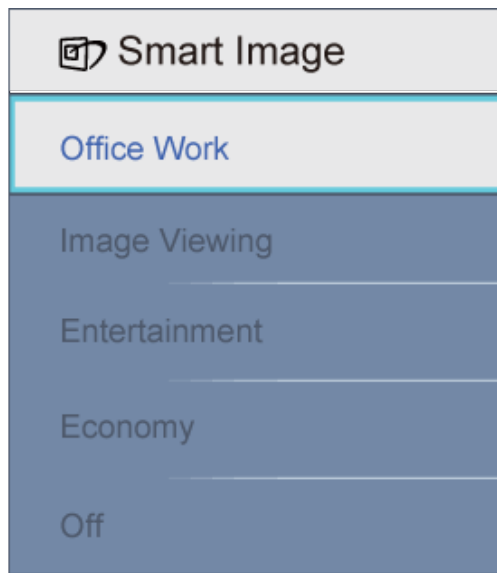 Smart Image
Office Work
Image Viewing
Entertainment
Economy
Off